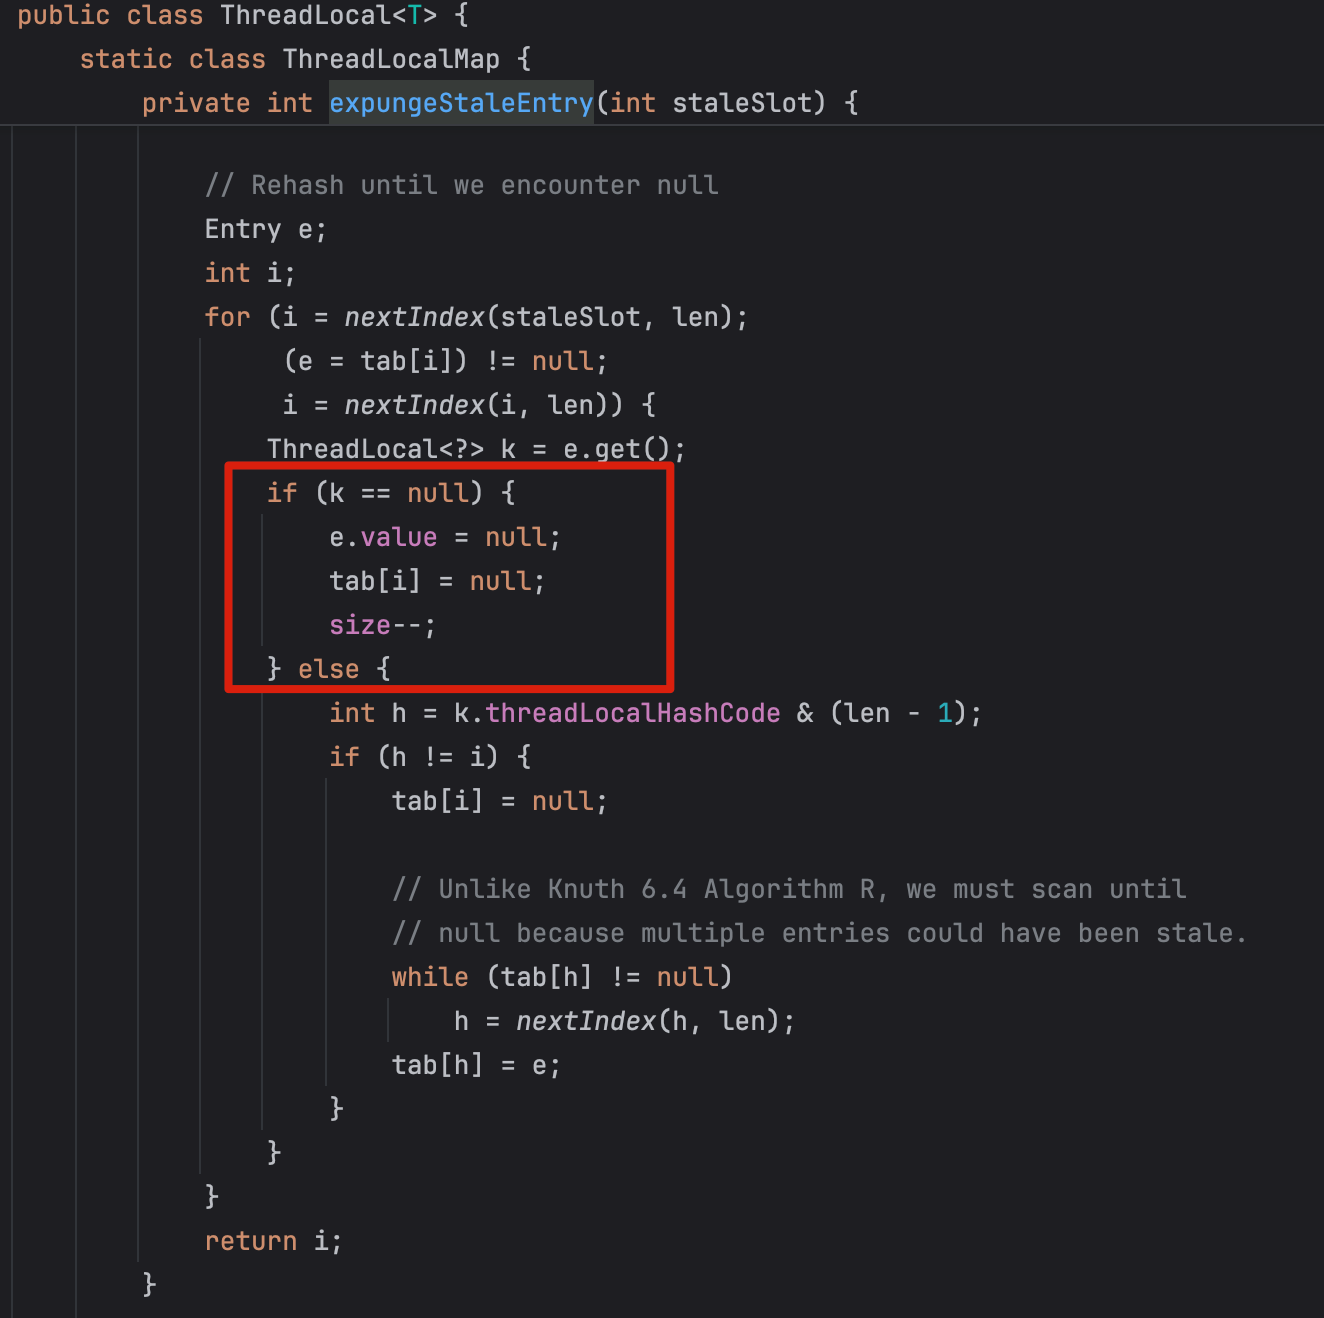 public class ThreadLocal<T> {
static class ThreadLocalMap {
private int expungeStaleEntry(int staleSlot) {
// Rehash until we encounter null
Entry e;
int i;
for (i = nextIndex(staleSlot, len);
(e = tab[i]) != null;
i = nextIndex(i, len)) {
ThreadLocal<?> k = e.get();
if (k == null) {
e.value = null;
tab[i] = null;
size--;
} else {
int h = k.threadLocalHashCode & (len - 1);
if (h != i) {
tab[i] = null;
// Unlike Knuth 6.4 Algorithm R, we must scan until
// null because multiple entries could have been stale.
while (tab[h] != null)
h = nextIndex(h, len);
tab[h] = e;
}
}
}
return i;
}